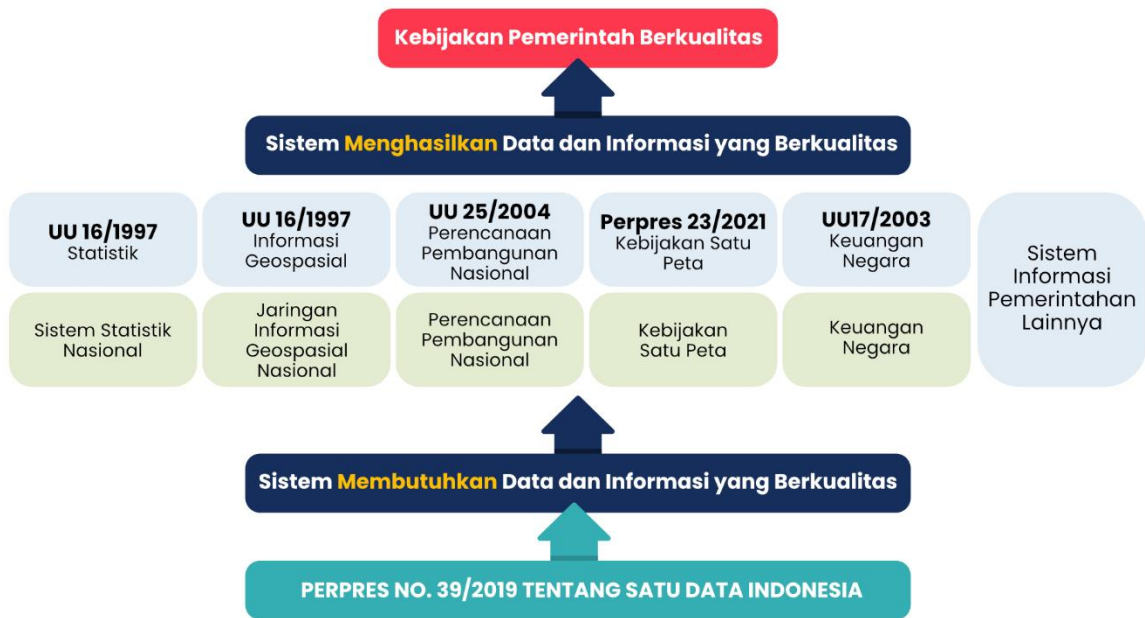 Kebijakan Pemerintah Berkualitas
Sistem Menghasilkan Data dan Informasi yang Berkualitas
UU 16/1997
Statistik
UU 16/1997
Informasi
Geospasial
UU 25/2004
Perencanaan
Pembangunan
Nasional
Perpres 23/2021
Kebijakan Satu
Peta
UU17/2003
Keuangan
Negara
Sistem
Informasi
Pemerintahan
Lainnya
Sistem Statistik
Nasional
Jaringan
Informasi
Geospasial
Nasional
Perencanaan
Pembangunan
Nasional
Kebijakan
Satu Peta
Keuangan
Negara
Sistem Membutuhkan Data dan Informasi yang Berkualitas
PERPRES NO. 39/2019 TENTANG SATU DATA INDONESIA